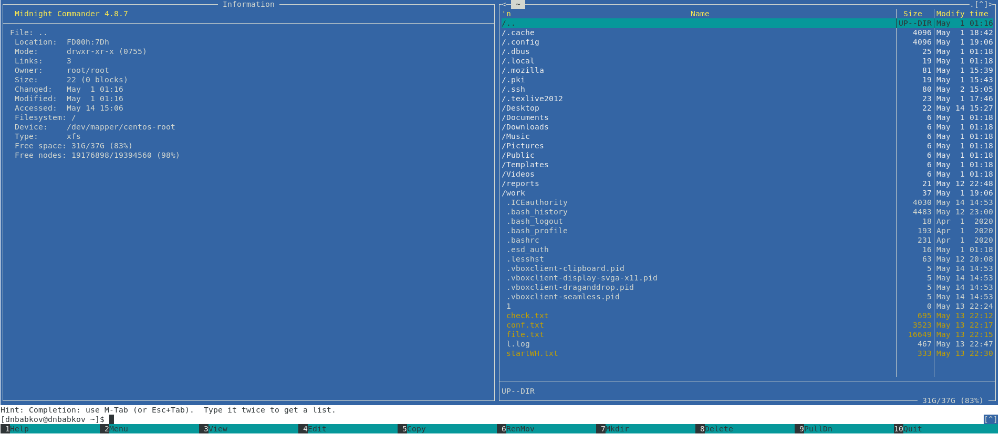 Information
Midnight Commander 4.8.7
File: ..
Location:  FD00h:7Dh
Mode:      drwxr-xr-x (0755)
Links:     3
Owner:     root/root
Size:      22 (0 blocks)
Changed:   May  1 01:16
Modified:  May  1 01:16
Accessed:  May 14 15:06
Filesystem: /
Device:    /dev/mapper/centos-root
Type:      xfs
Free space: 31G/37G (83%)
Free nodes: 19176898/19394560 (98%)
<─ ~ .[^]>
'n Name Size Modify time
/.. UP--DIR May  1 01:16
/.cache 4096 May  1 18:42
/.config 4096 May  1 19:06
/.dbus 25 May  1 01:18
/.local 19 May  1 01:18
/.mozilla 81 May  1 15:39
/.pki 19 May  1 15:43
/.ssh 80 May  2 15:05
/.texlive2012 23 May  1 17:46
/Desktop 22 May 14 15:27
/Documents 6 May  1 01:18
/Downloads 6 May  1 01:18
/Music 6 May  1 01:18
/Pictures 6 May  1 01:18
/Public 6 May  1 01:18
/Templates 6 May  1 01:18
/Videos 6 May  1 01:18
/reports 21 May 12 22:48
/work 37 May  1 19:06
.ICEauthority 4030 May 14 14:53
.bash_history 4483 May 12 23:00
.bash_logout 18 Apr  1  2020
.bash_profile 193 Apr  1  2020
.bashrc 231 Apr  1  2020
.esd_auth 16 May  1 01:18
.lesshst 63 May 12 20:08
.vboxclient-clipboard.pid 5 May 14 14:53
.vboxclient-display-svga-x11.pid 5 May 14 14:53
.vboxclient-draganddrop.pid 5 May 14 14:53
.vboxclient-seamless.pid 5 May 14 14:53
1 0 May 13 22:24
check.txt 695 May 13 22:12
conf.txt 3523 May 13 22:17
file.txt 16649 May 13 22:15
l.log 467 May 13 22:47
startWH.txt 333 May 13 22:30
UP--DIR
31G/37G (83%)
Hint: Completion: use M-Tab (or Esc+Tab).  Type it twice to get a list.
[dnbabkov@dnbabkov ~]$ [^]
1Help 2Menu 3View 4Edit 5Copy 6RenMov 7Mkdir 8Delete 9PullDn 10Quit